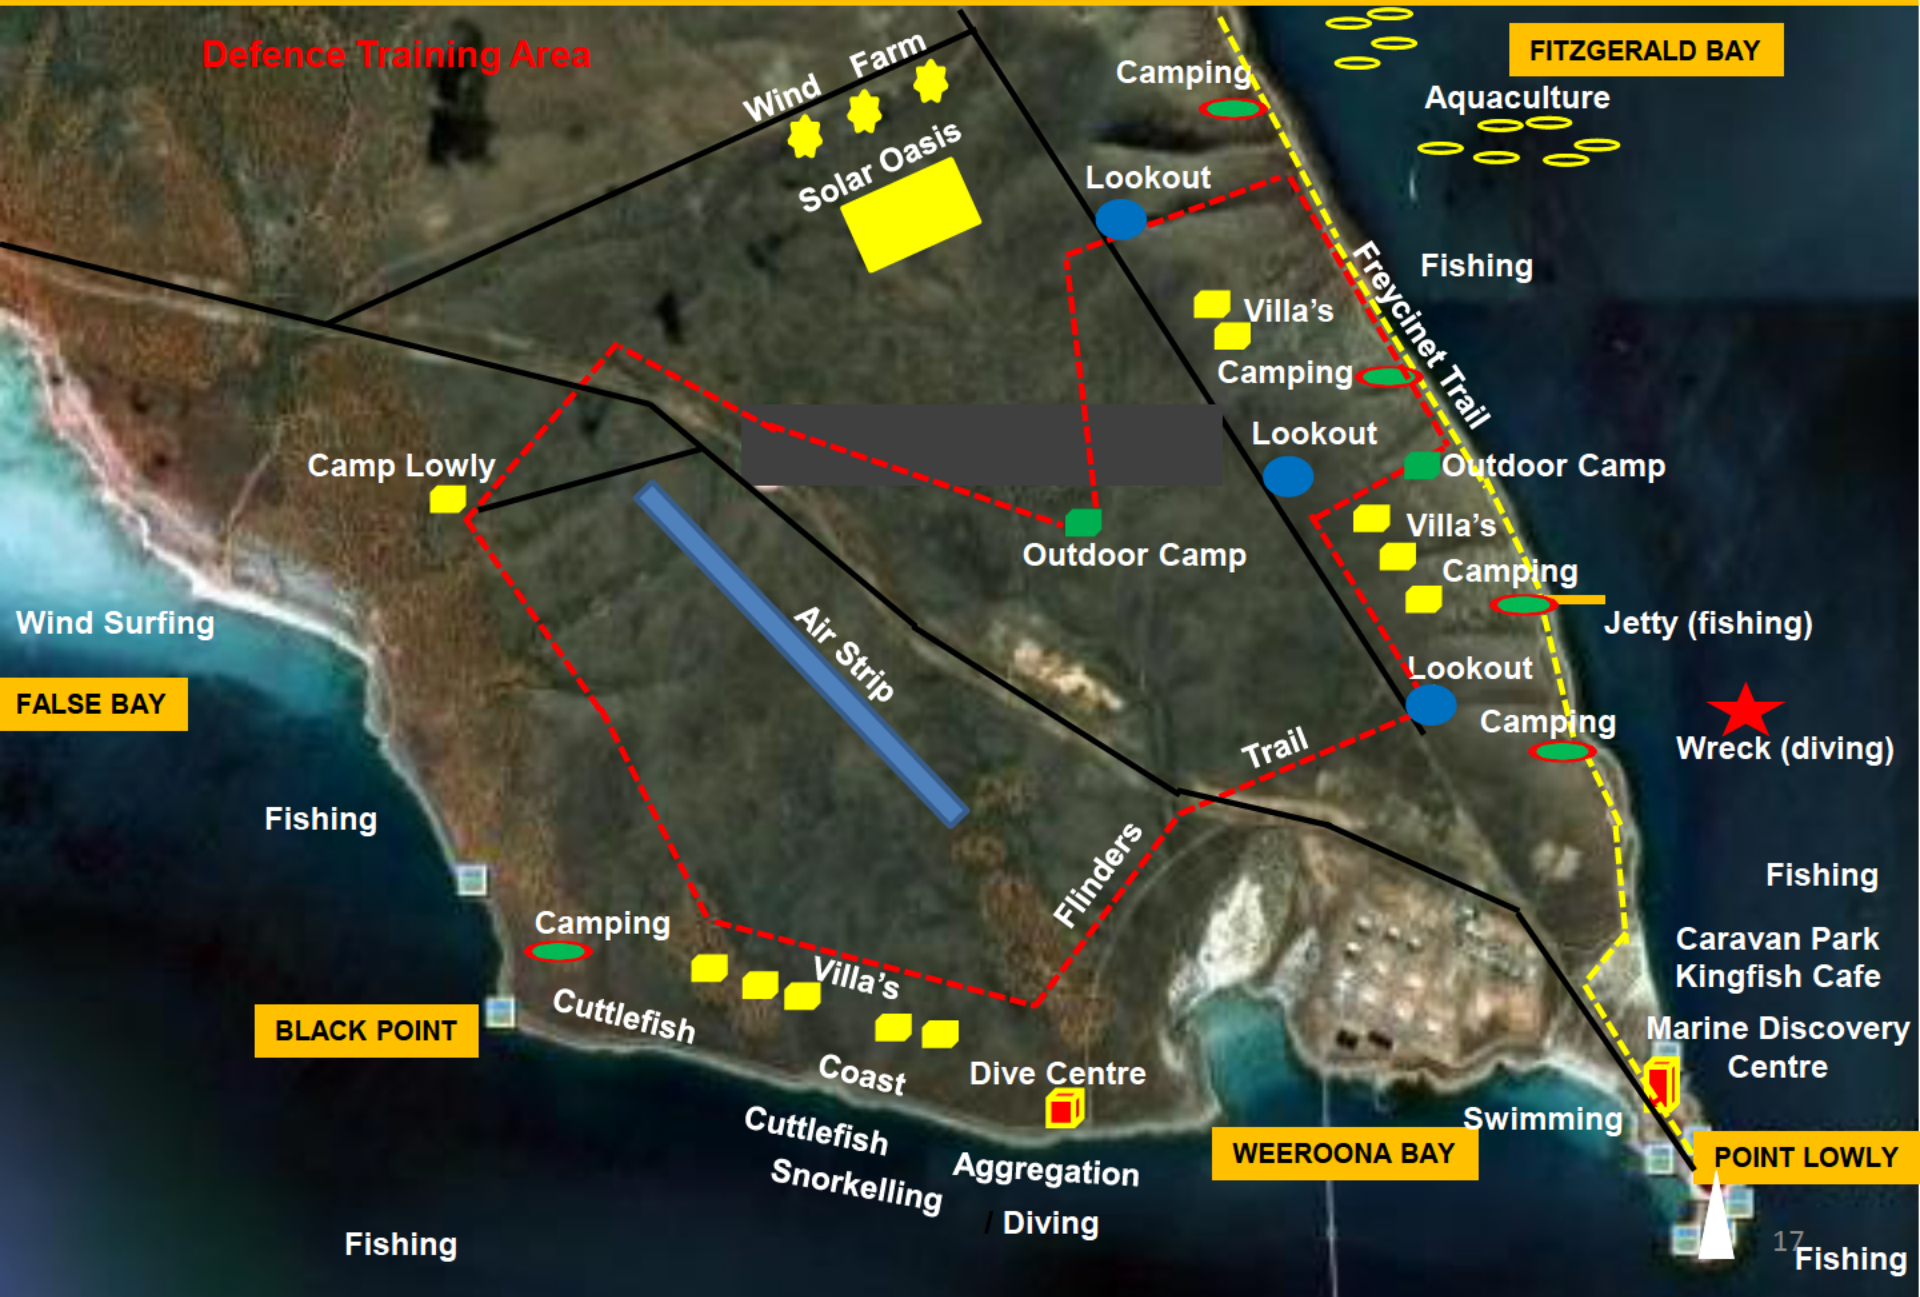 Defence Training Area
Wind Farm
Solar Oasis
Camping
FITZGERALD BAY
Aquaculture
Lookout
Fishing
Freycinet Trail
Villa's
Camping
Lookout
Outdoor Camp
Camp Lowly
Villa's
Outdoor Camp
Camping
Jetty (fishing)
Wind Surfing
Air Strip
Lookout
FALSE BAY
Camping
Trail
Wreck (diving)
Fishing
Flinders
Fishing
Camping
Caravan Park
Kingfish Cafe
Villa's
Cuttlefish
BLACK POINT
Marine Discovery
Centre
Coast
Dive Centre
Swimming
Cuttlefish
Snorkelling
WEEROONA BAY
POINT LOWLY
Aggregation
/ Diving
Fishing
17
Fishing